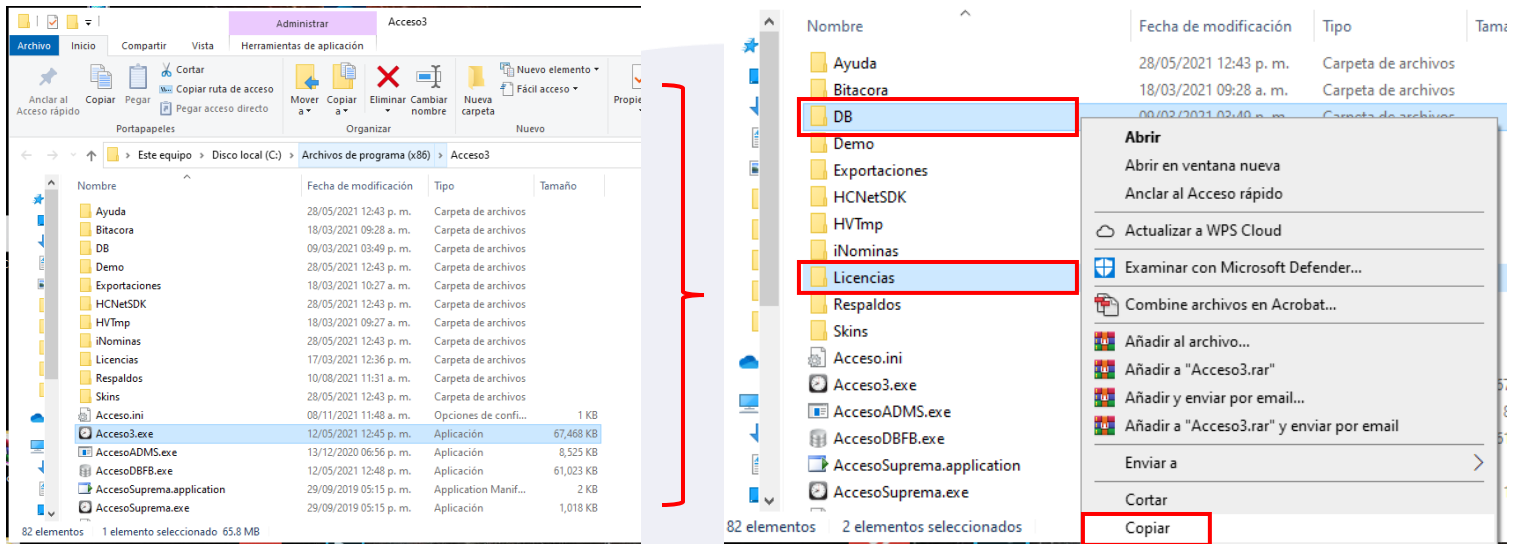 Administrar Acceso3
Archivo Inicio Compartir Vista Herramientas de aplicación
Anclar al Acceso rápido
Copiar
Pegar
Cortar
Copiar ruta de acceso
Pegar acceso directo
Portapapeles
Mover a
Copiar a
Eliminar
Cambiar nombre
Organizar
Nueva carpeta
Nuevo elemento
Fácil acceso
Nuevo
Propie
Este equipo > Disco local (C:) > Archivos de programa (x86) > Acceso3
Nombre Fecha de modificación Tipo Tamaño
Ayuda 28/05/2021 12:43 p. m. Carpeta de archivos
Bitacora 18/03/2021 09:28 a. m. Carpeta de archivos
DB 09/03/2021 03:49 p. m. Carpeta de archivos
Demo 28/05/2021 12:43 p. m. Carpeta de archivos
Exportaciones 18/03/2021 10:27 a. m. Carpeta de archivos
HCNetSDK 28/05/2021 12:43 p. m. Carpeta de archivos
HVTmp 18/03/2021 09:27 a. m. Carpeta de archivos
iNominas 28/05/2021 12:43 p. m. Carpeta de archivos
Licencias 17/03/2021 12:36 p. m. Carpeta de archivos
Respaldos 10/08/2021 11:31 a. m. Carpeta de archivos
Skins 28/05/2021 12:43 p. m. Carpeta de archivos
Acceso.ini 08/11/2021 11:48 a. m. Opciones de confi... 1 KB
Acceso3.exe 12/05/2021 12:45 p. m. Aplicación 67,468 KB
AccesoADMS.exe 13/12/2020 06:56 p. m. Aplicación 8,525 KB
AccesoDBFB.exe 12/05/2021 12:48 p. m. Aplicación 61,023 KB
AccesoSuprema.application 29/09/2019 05:15 p. m. Application Manif... 2 KB
AccesoSuprema.exe 29/09/2019 05:15 p. m. Aplicación 1,018 KB
82 elementos 1 elemento seleccionado 65.8 MB
Nombre Fecha de modificación Tipo Tama
Ayuda 28/05/2021 12:43 p. m. Carpeta de archivos
Bitacora 18/03/2021 09:28 a. m. Carpeta de archivos
DB 09/03/2021 03:49 p. m. Carpeta de archivos
Demo
Exportaciones
HCNetSDK
HVTmp
iNominas
Licencias
Respaldos
Skins
Acceso.ini
Acceso3.exe
AccesoADMS.exe
AccesoDBFB.exe
AccesoSuprema.application
AccesoSuprema.exe
82 elementos 2 elementos seleccionados
Abrir
Abrir en ventana nueva
Anclar al Acceso rápido
Actualizar a WPS Cloud
Examinar con Microsoft Defender...
Combine archivos en Acrobat...
Añadir al archivo...
Añadir a "Acceso3.rar"
Añadir y enviar por email...
Añadir a "Acceso3.rar" y enviar por email
Enviar a
Cortar
Copiar